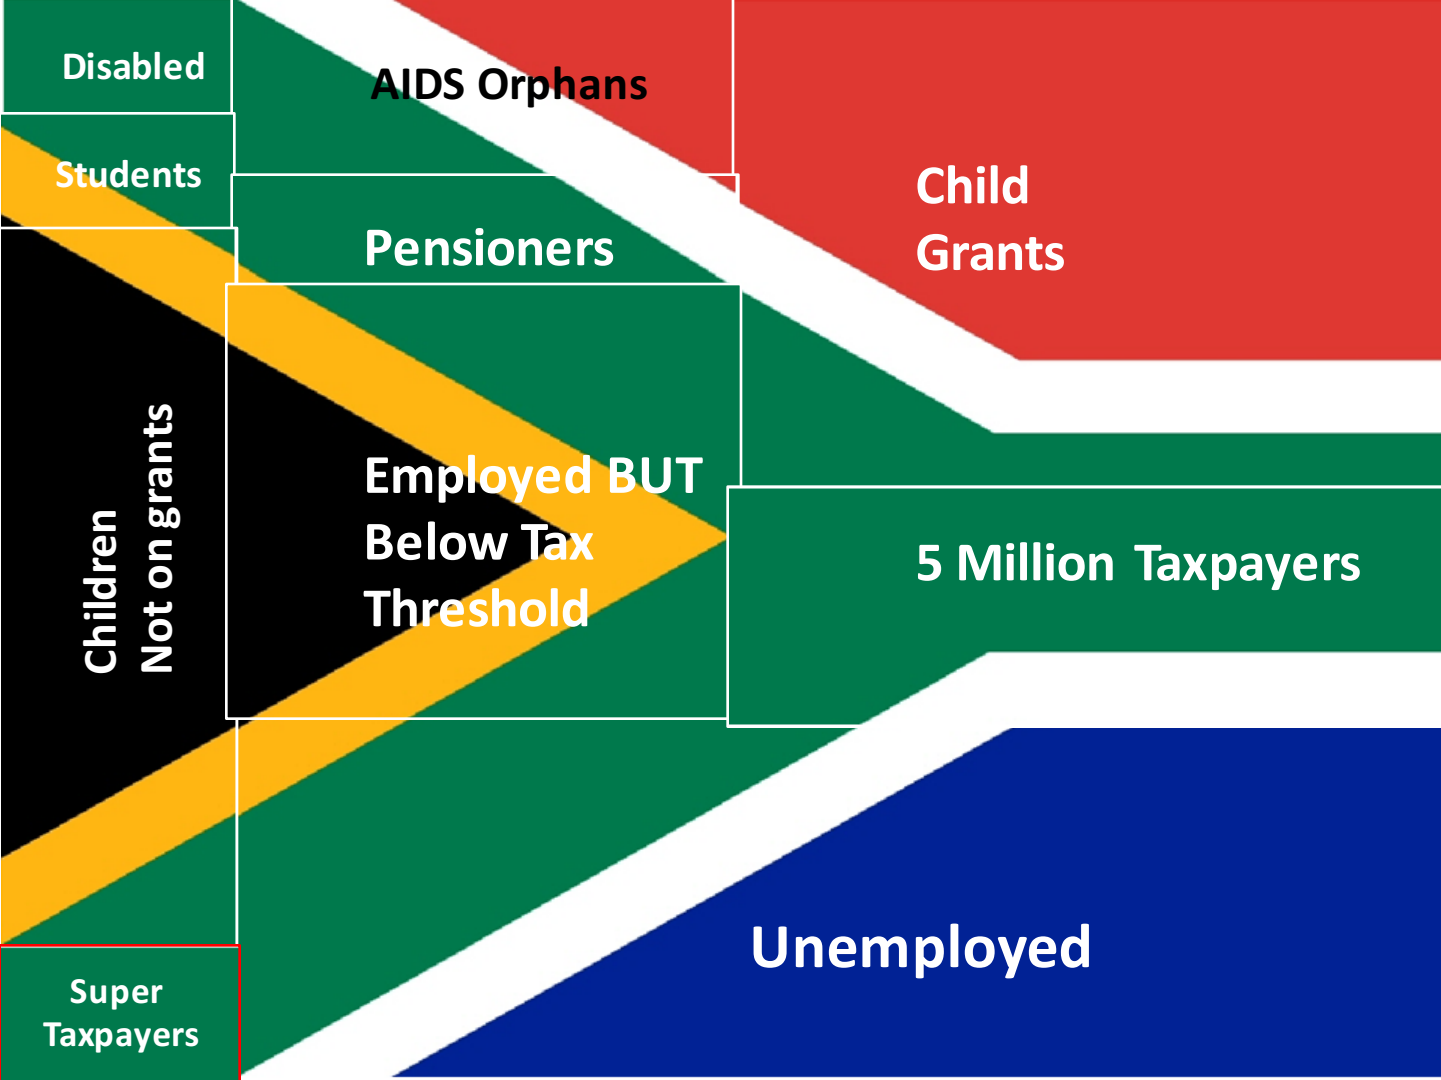 Disabled
AIDS Orphans
Students
Child
Grants
Pensioners
Children
Not on grants
Employed BUT
Below Tax
Threshold
5 Million Taxpayers
Unemployed
Super
Taxpayers